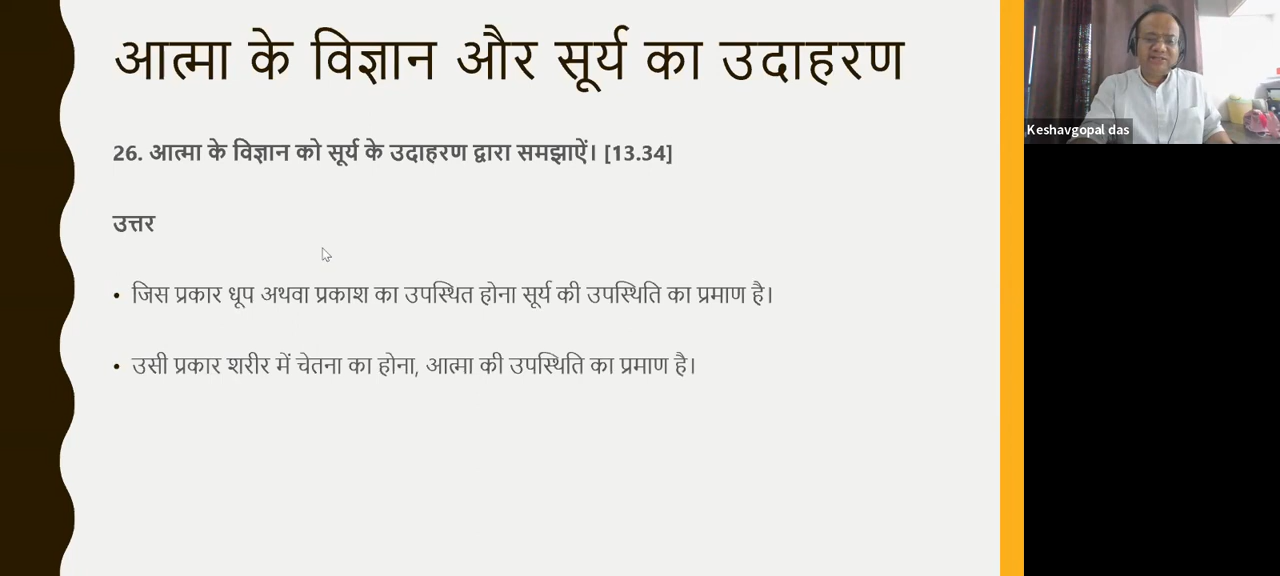 आत्मा के विज्ञान और सूर्य का उदाहरण
26. आत्मा के विज्ञान को सूर्य के उदाहरण द्वारा समझाऐं। [13.34]
उत्तर
• जिस प्रकार धूप अथवा प्रकाश का उपस्थित होना सूर्य की उपस्थिति का प्रमाण है।
• उसी प्रकार शरीर में चेतना का होना, आत्मा की उपस्थिति का प्रमाण है।
Keshavgopal das